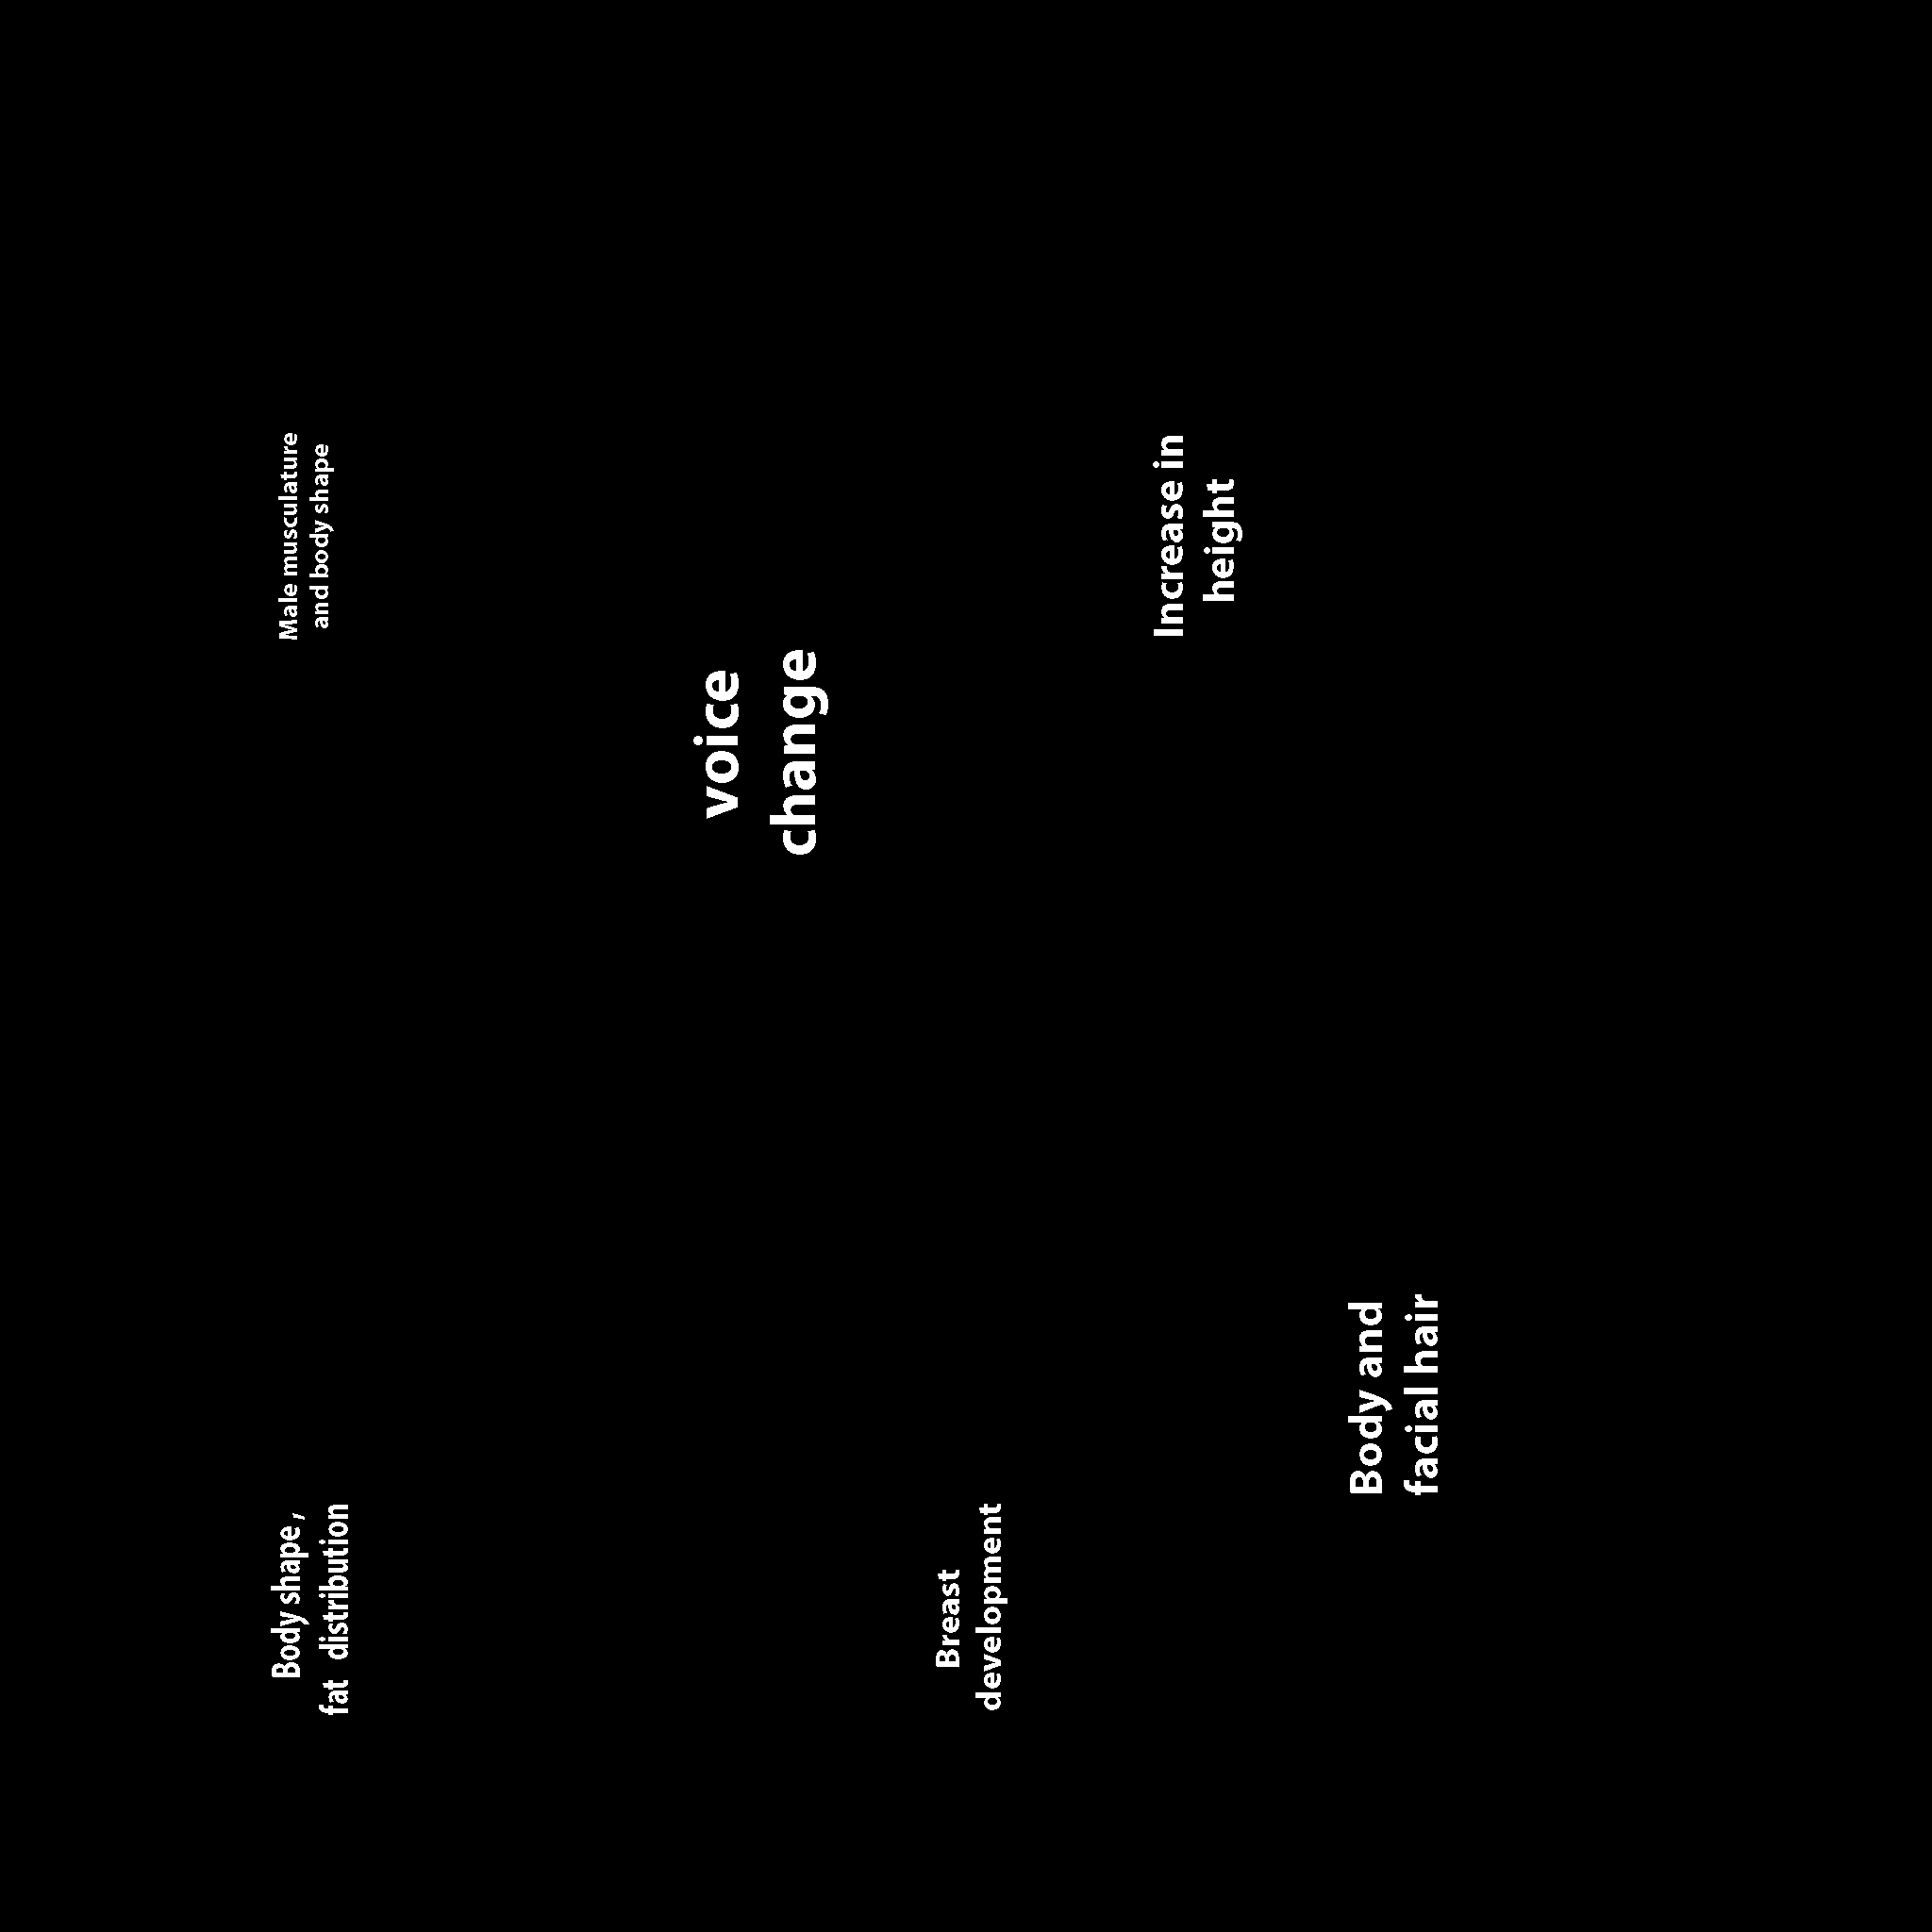 Body shape,
fat distribution
Male musculature
and body shape
voice
change
Breast
development
Increase in
height
Body and
facial hair